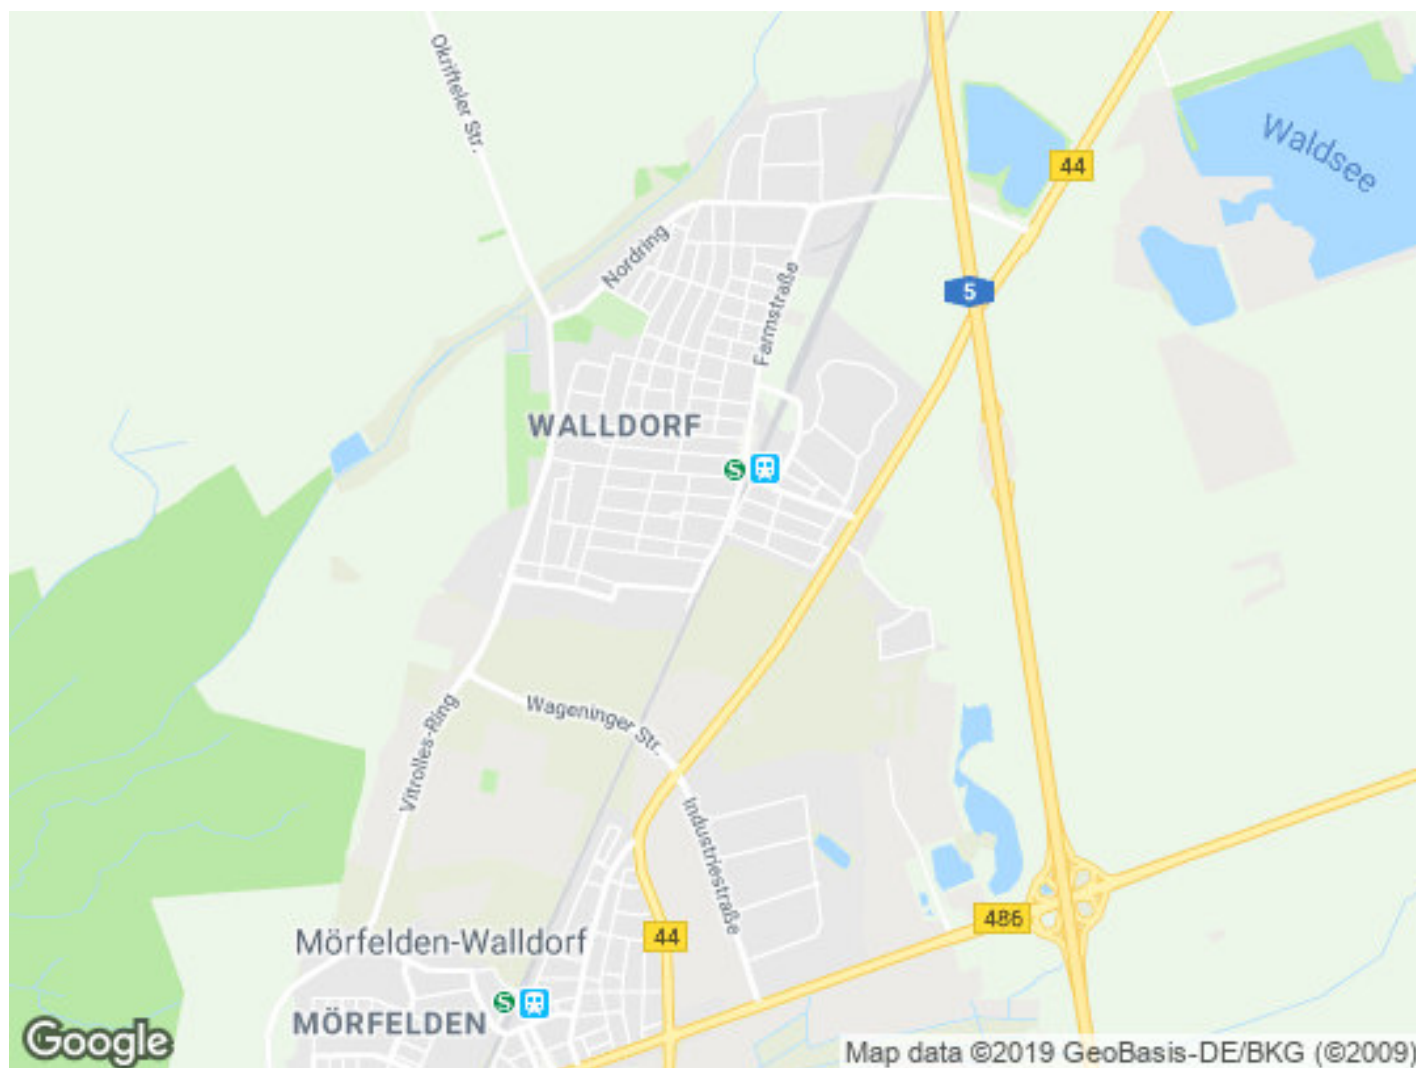 Okrifteler Str.
Waldsee
44
Nordring
5
Farmstraße
WALLDORF
S
Wageninger Str.
Vitrolles-Ring
Industriestraße
486
Mörfelden-Walldorf
44
S
MÖRFELDEN
Google
Map data ©2019 GeoBasis-DE/BKG (©2009)